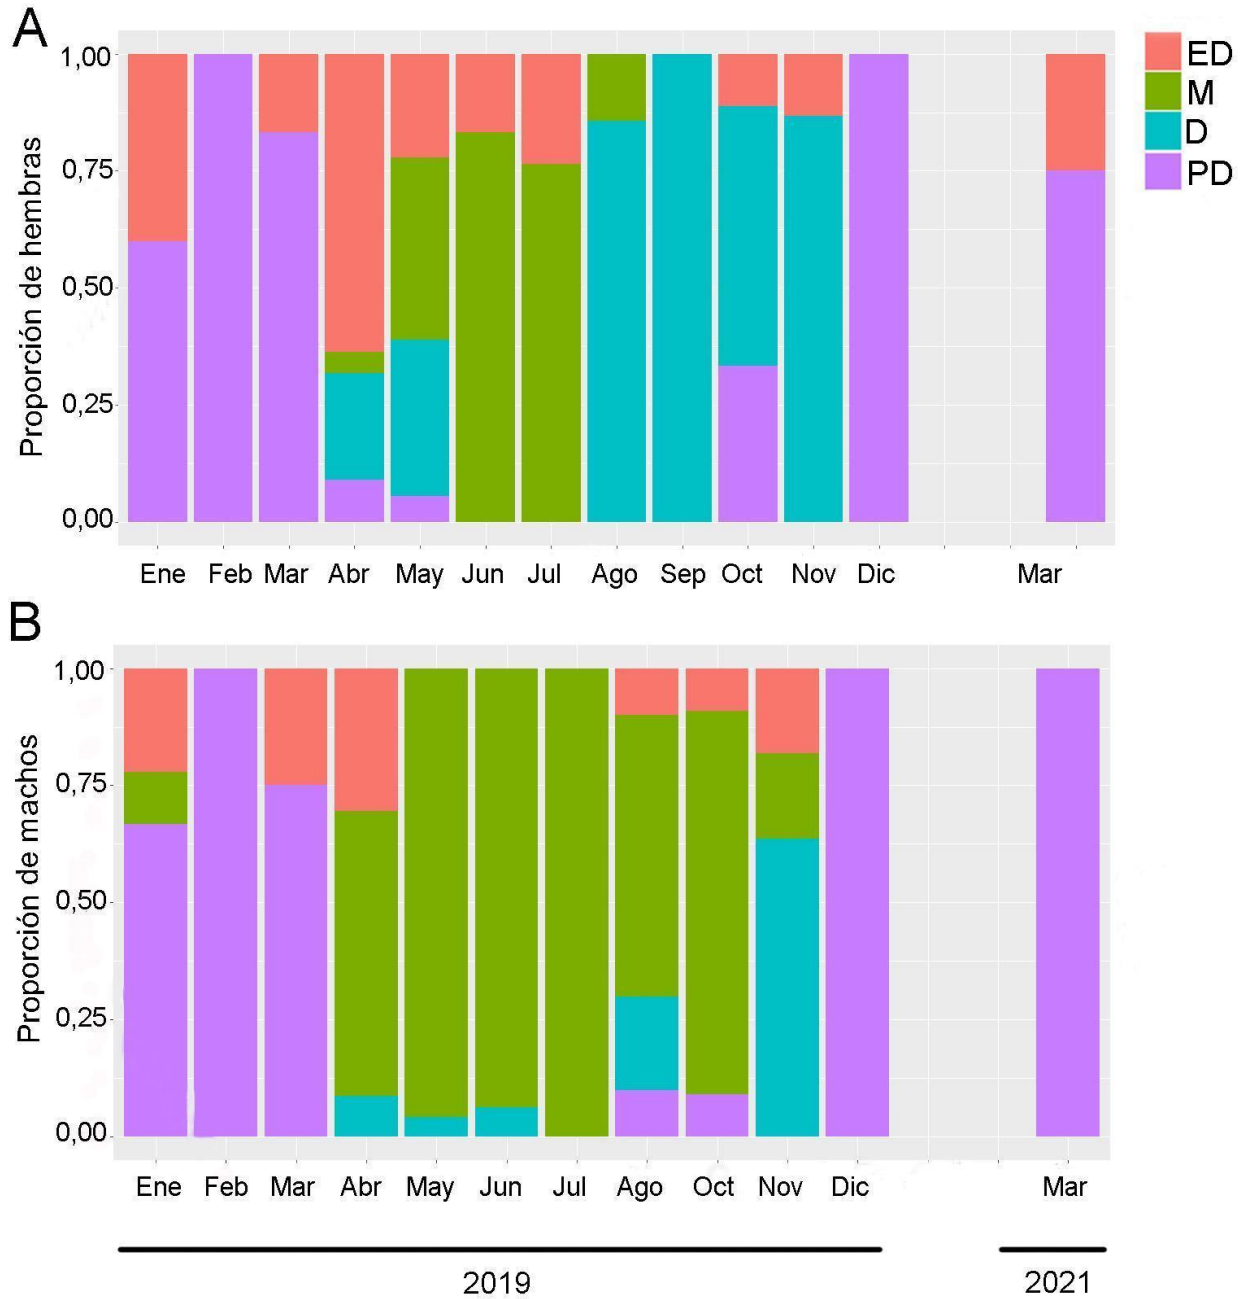 A
Proporción de hembras
1,00
0,75
0,50
0,25
0,00
Ene Feb Mar Abr May Jun Jul Ago Sep Oct Nov Dic Mar
ED
M
D
PD
B
Proporción de machos
1,00
0,75
0,50
0,25
0,00
Ene Feb Mar Abr May Jun Jul Ago Oct Nov Dic Mar
2019 2021